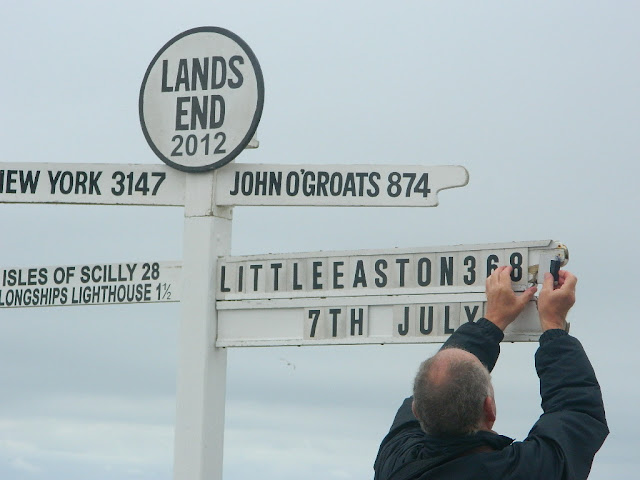 LANDS
END
2012
NEW YORK 3147
JOHN O'GROATS 874
ISLES OF SCILLY 28
LONGSHIPS LIGHTHOUSE 1½
LITTLEEASTON368
7TH JULY